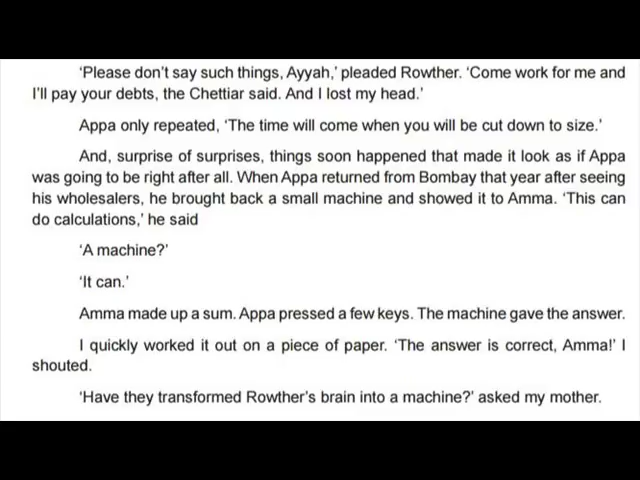 ‘Please don’t say such things, Ayyah,’ pleaded Rowther. ‘Come work for me and
I’ll pay your debts, the Chettiar said. And I lost my head.’
Appa only repeated, ‘The time will come when you will be cut down to size.’
And, surprise of surprises, things soon happened that made it look as if Appa
was going to be right after all. When Appa returned from Bombay that year after seeing
his wholesalers, he brought back a small machine and showed it to Amma. ‘This can
do calculations,’ he said
‘A machine?’
‘It can.’
Amma made up a sum. Appa pressed a few keys. The machine gave the answer.
I quickly worked it out on a piece of paper. ‘The answer is correct, Amma!’ I
shouted.
‘Have they transformed Rowther’s brain into a machine?’ asked my mother.